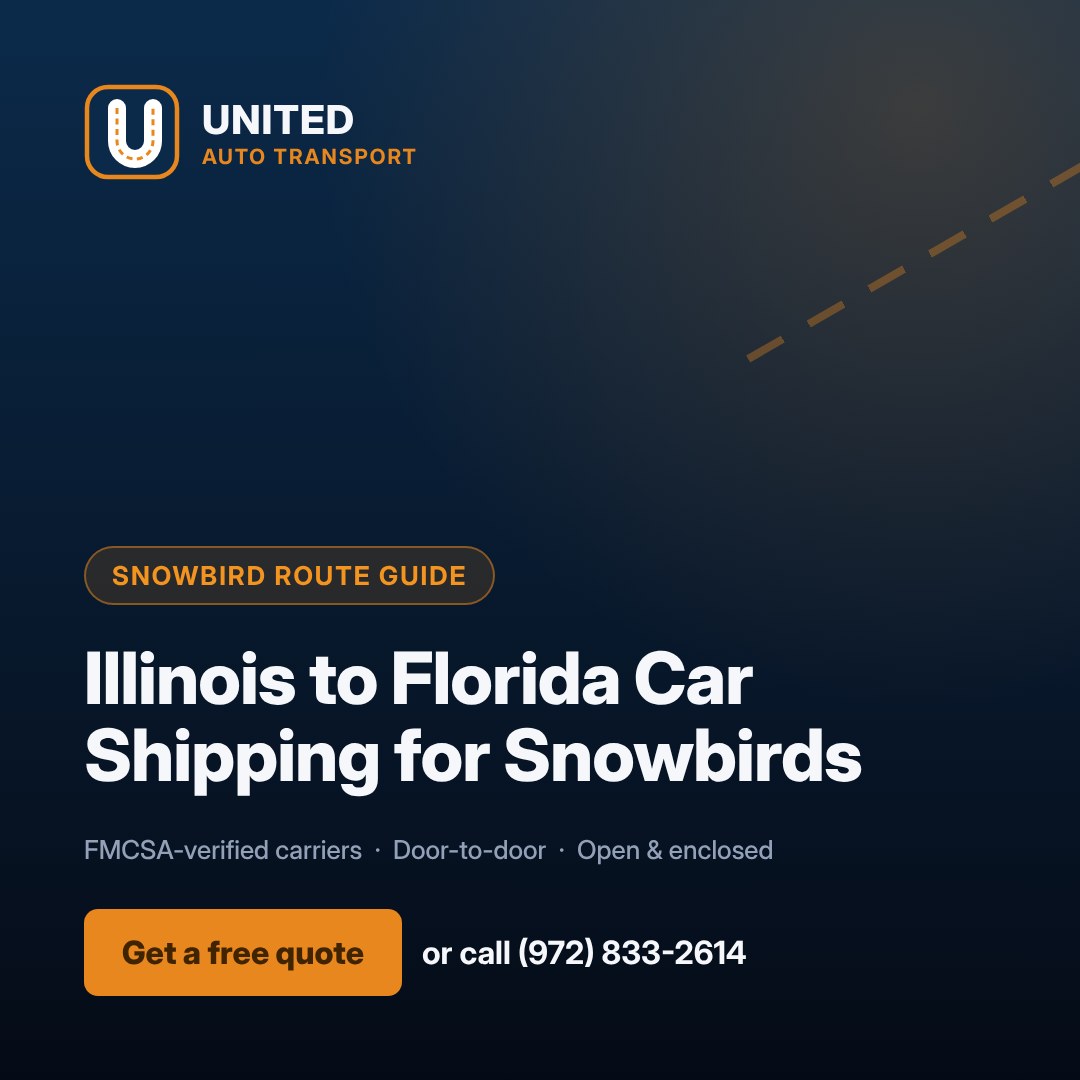 UNITED
AUTO TRANSPORT
SNOWBIRD ROUTE GUIDE
Illinois to Florida Car
Shipping for Snowbirds
FMCSA-verified carriers · Door-to-door · Open & enclosed
Get a free quote or call (972) 833-2614